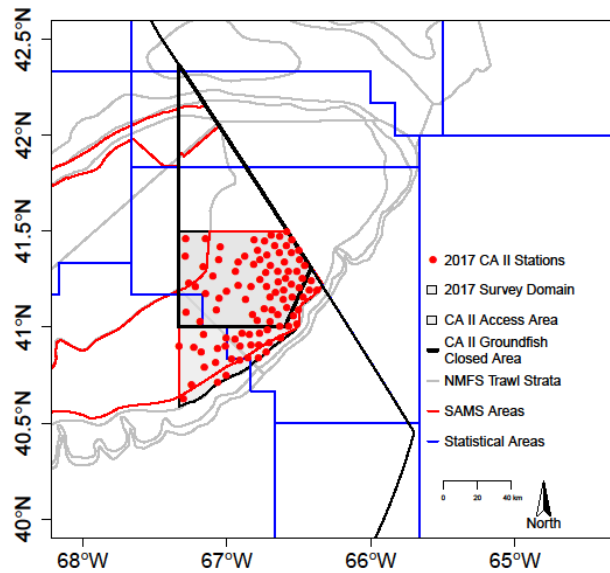 42.5°N
42°N
41.5°N
41°N
40.5°N
40°N
68°W
67°W
66°W
65°W
2017 CA II Stations
2017 Survey Domain
CA II Access Area
CA II Groundfish
Closed Area
NMFS Trawl Strata
SAMS Areas
Statistical Areas
0 20 40 km
North